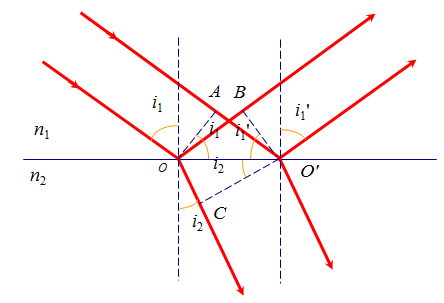 i₁
A B
i₁'
n₁
i₁ i₁'
O i₂ O'
n₂
C
i₂